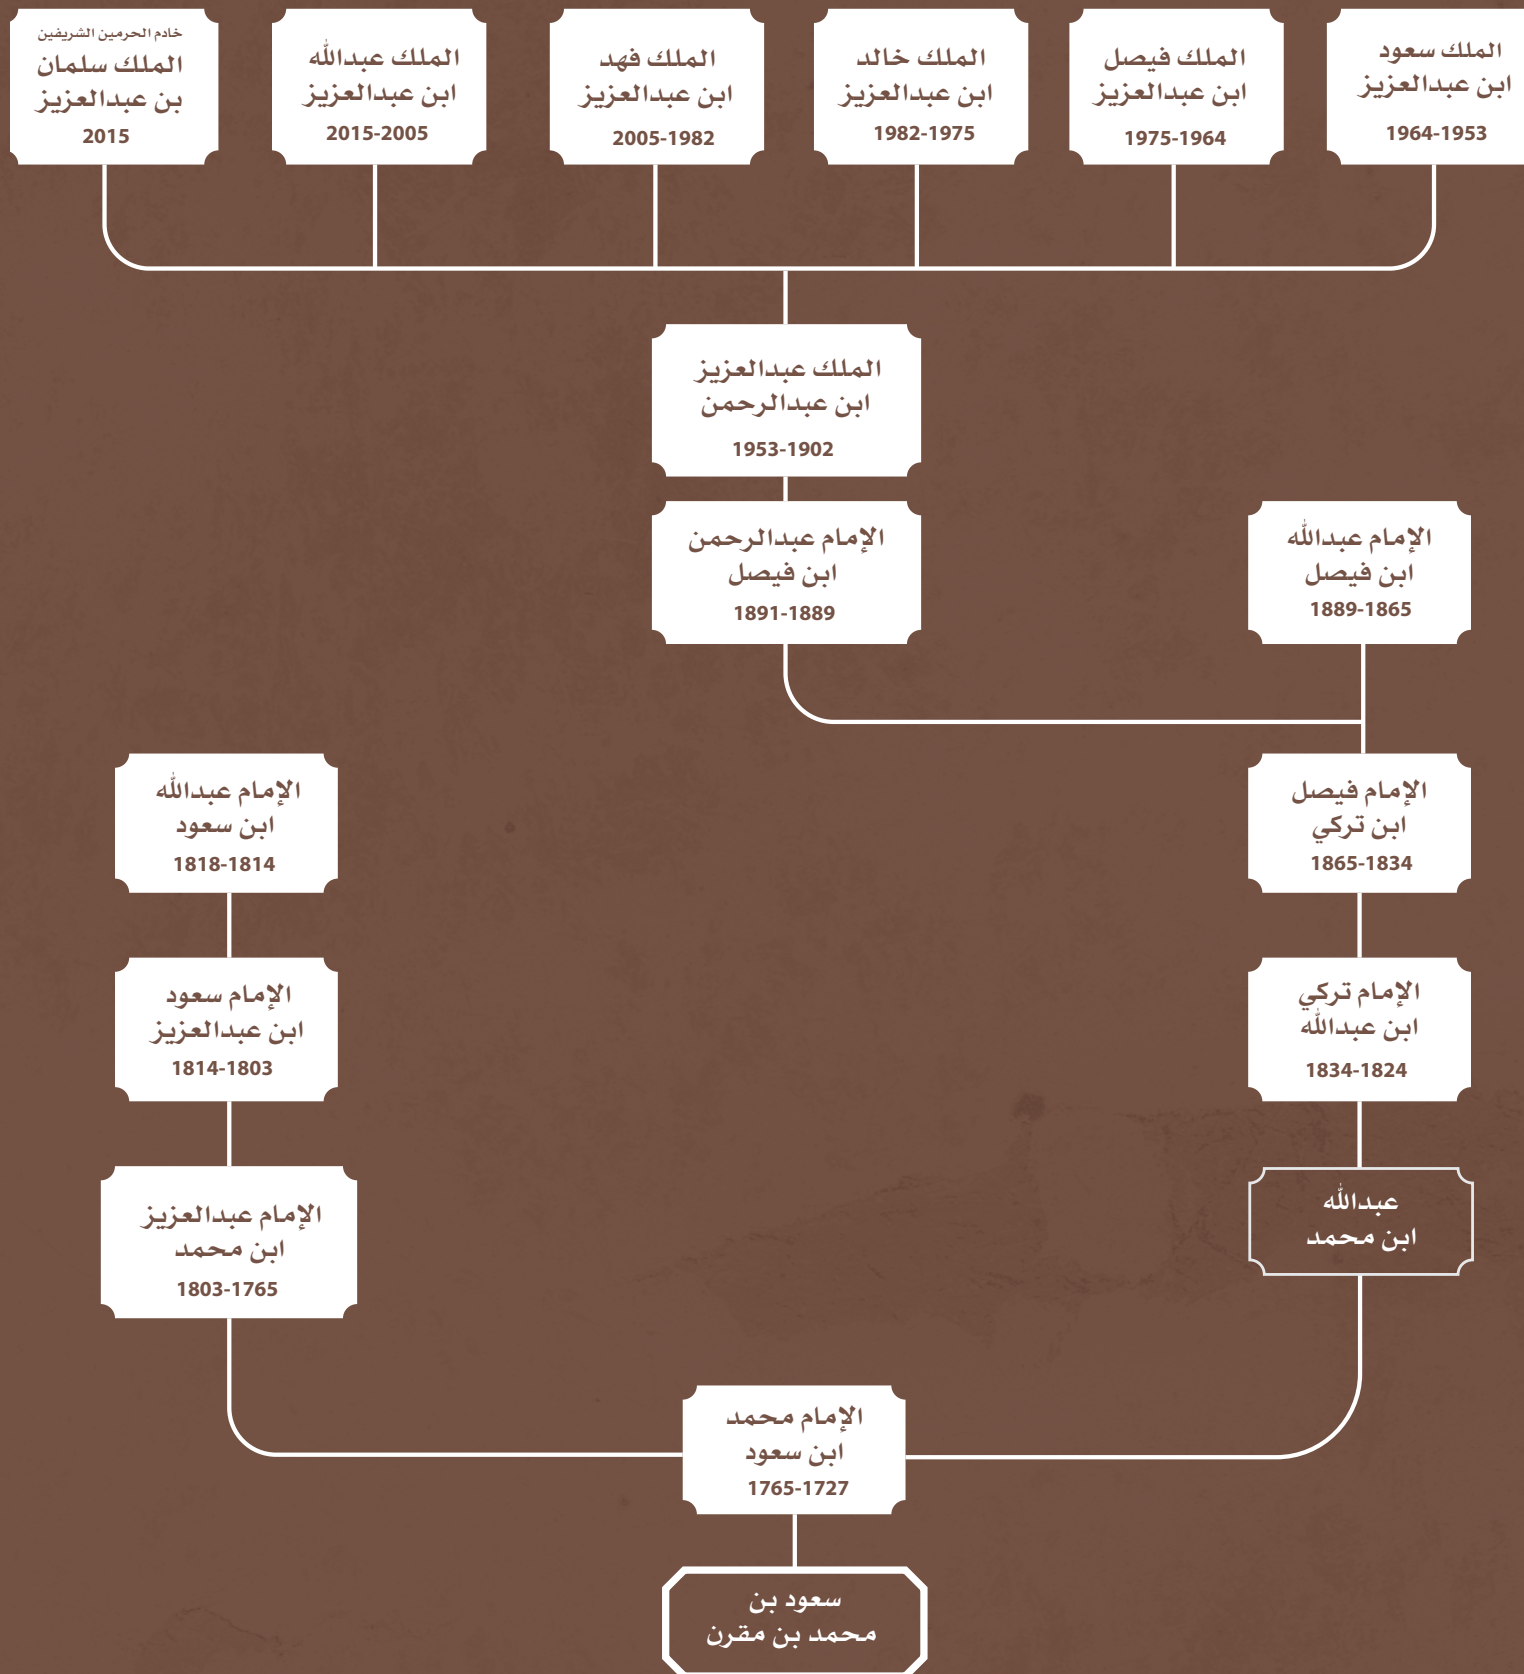 الملك سعود
ابن عبدالعزيز
1964-1953
الملك فيصل
ابن عبدالعزيز
1975-1964
الملك خالد
ابن عبدالعزيز
1982-1975
الملك فهد
ابن عبدالعزيز
2005-1982
الملك عبدالله
ابن عبدالعزيز
2015-2005
خادم الحرمين الشريفين
الملك سلمان
بن عبدالعزيز
2015
الملك عبدالعزيز
ابن عبدالرحمن
1953-1902
الإمام عبدالله
ابن فيصل
1889-1865
الإمام عبدالرحمن
ابن فيصل
1891-1889
الإمام فيصل
ابن تركي
1865-1834
الإمام عبدالله
ابن سعود
1818-1814
الإمام تركي
ابن عبدالله
1834-1824
الإمام سعود
ابن عبدالعزيز
1814-1803
عبدالله
ابن محمد
الإمام عبدالعزيز
ابن محمد
1803-1765
الإمام محمد
ابن سعود
1765-1727
سعود بن
محمد بن مقرن